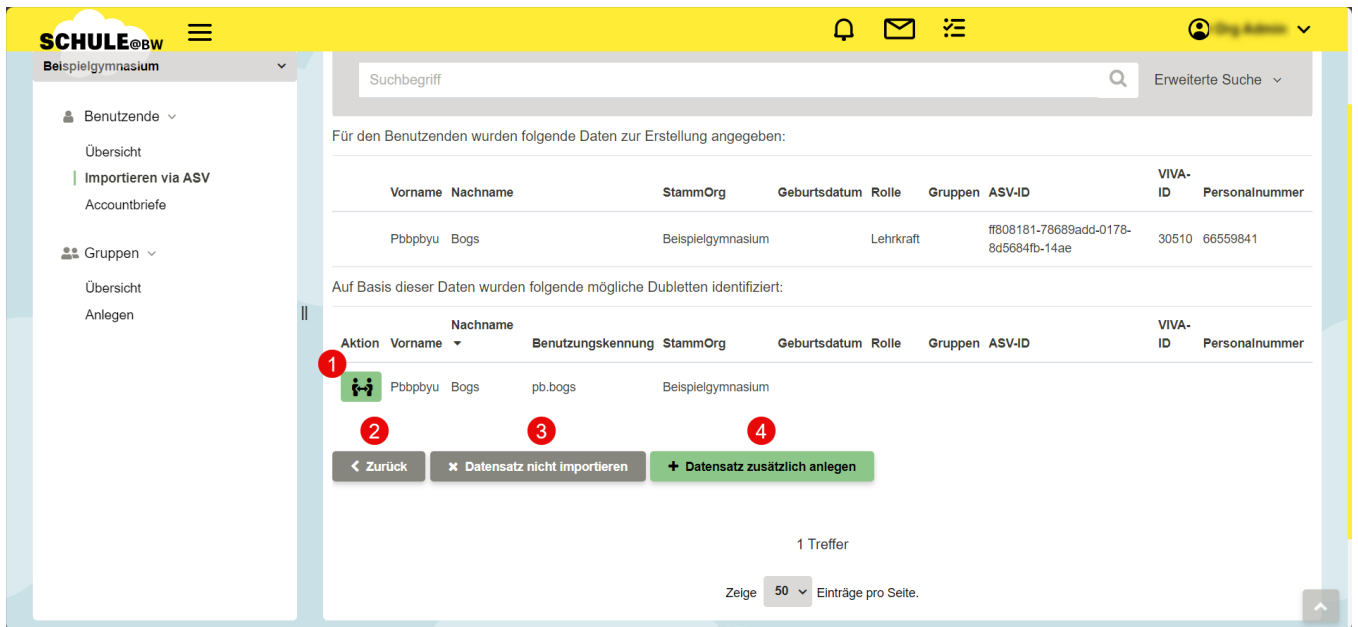 SCHULE@BW
Beispielgymnasium
Benutzende
Übersicht
Importieren via ASV
Accountbriefe
Gruppen
Übersicht
Anlegen
Suchbegriff
Erweiterte Suche
Für den Benutzenden wurden folgende Daten zur Erstellung angegeben:
Vorname Nachname StammOrg Geburtsdatum Rolle Gruppen ASV-ID VIVA-ID Personalnummer
Pbbpbyu Bogs Beispielgymnasium Lehrkraft ff808181-78689add-0178-8d5684fb-14ae 30510 66559841
Auf Basis dieser Daten wurden folgende mögliche Dubletten identifiziert:
Aktion Vorname Nachname Benutzungskennung StammOrg Geburtsdatum Rolle Gruppen ASV-ID VIVA-ID Personalnummer
1
Pbbpbyu Bogs pb.bogs Beispielgymnasium
2 3 4
Zurück Datensatz nicht importieren Datensatz zusätzlich anlegen
1 Treffer
Zeige 50 Einträge pro Seite.